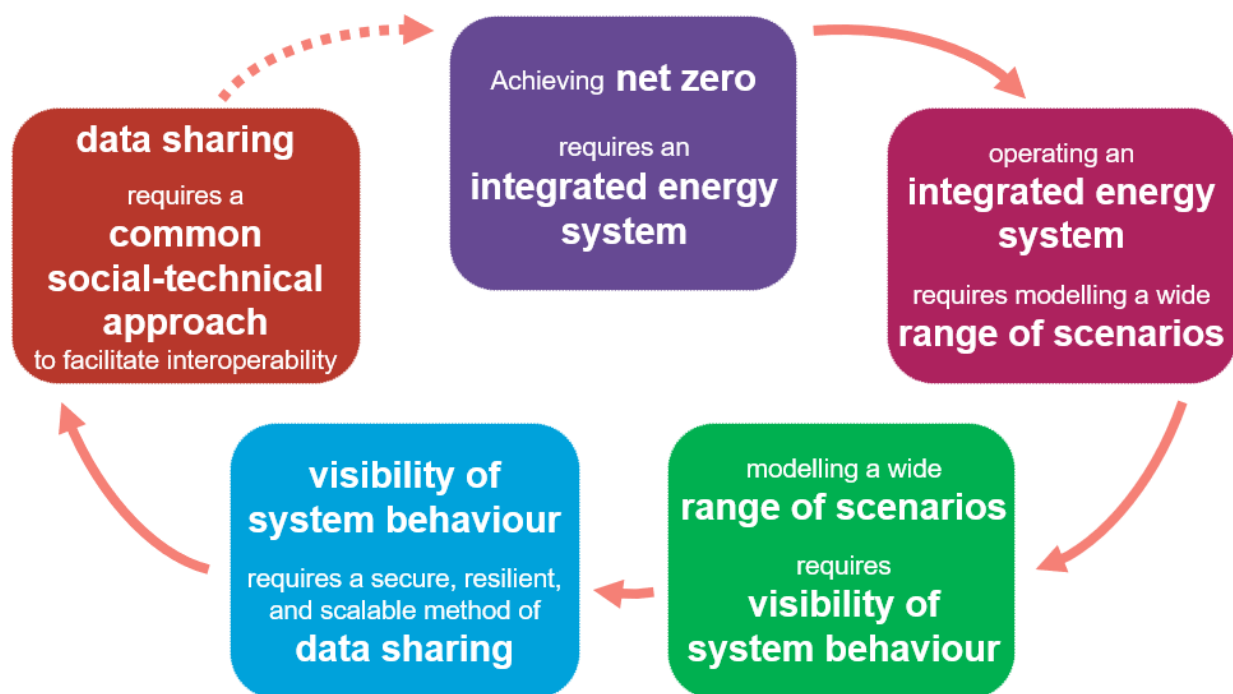 Achieving net zero
requires an
integrated energy
system
operating an
integrated energy
system
requires modelling a wide
range of scenarios
modelling a wide
range of scenarios
requires
visibility of
system behaviour
visibility of
system behaviour
requires a secure, resilient,
and scalable method of
data sharing
data sharing
requires a
common
social-technical
approach
to facilitate interoperability